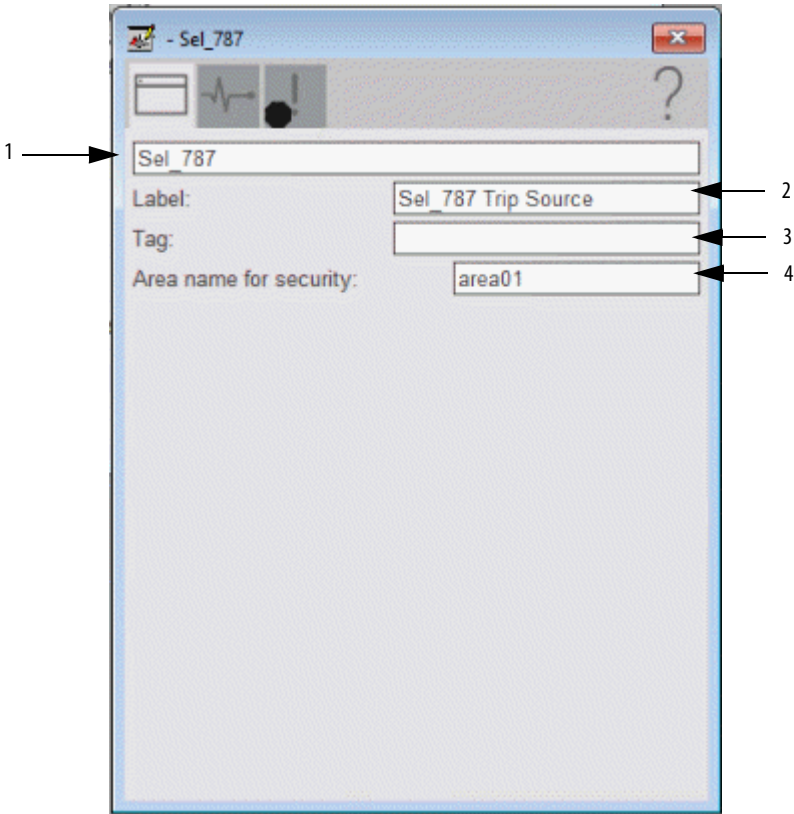 - Sel_787
?
1
Sel_787
Label:
Sel_787 Trip Source
2
Tag:
3
Area name for security:
area01
4